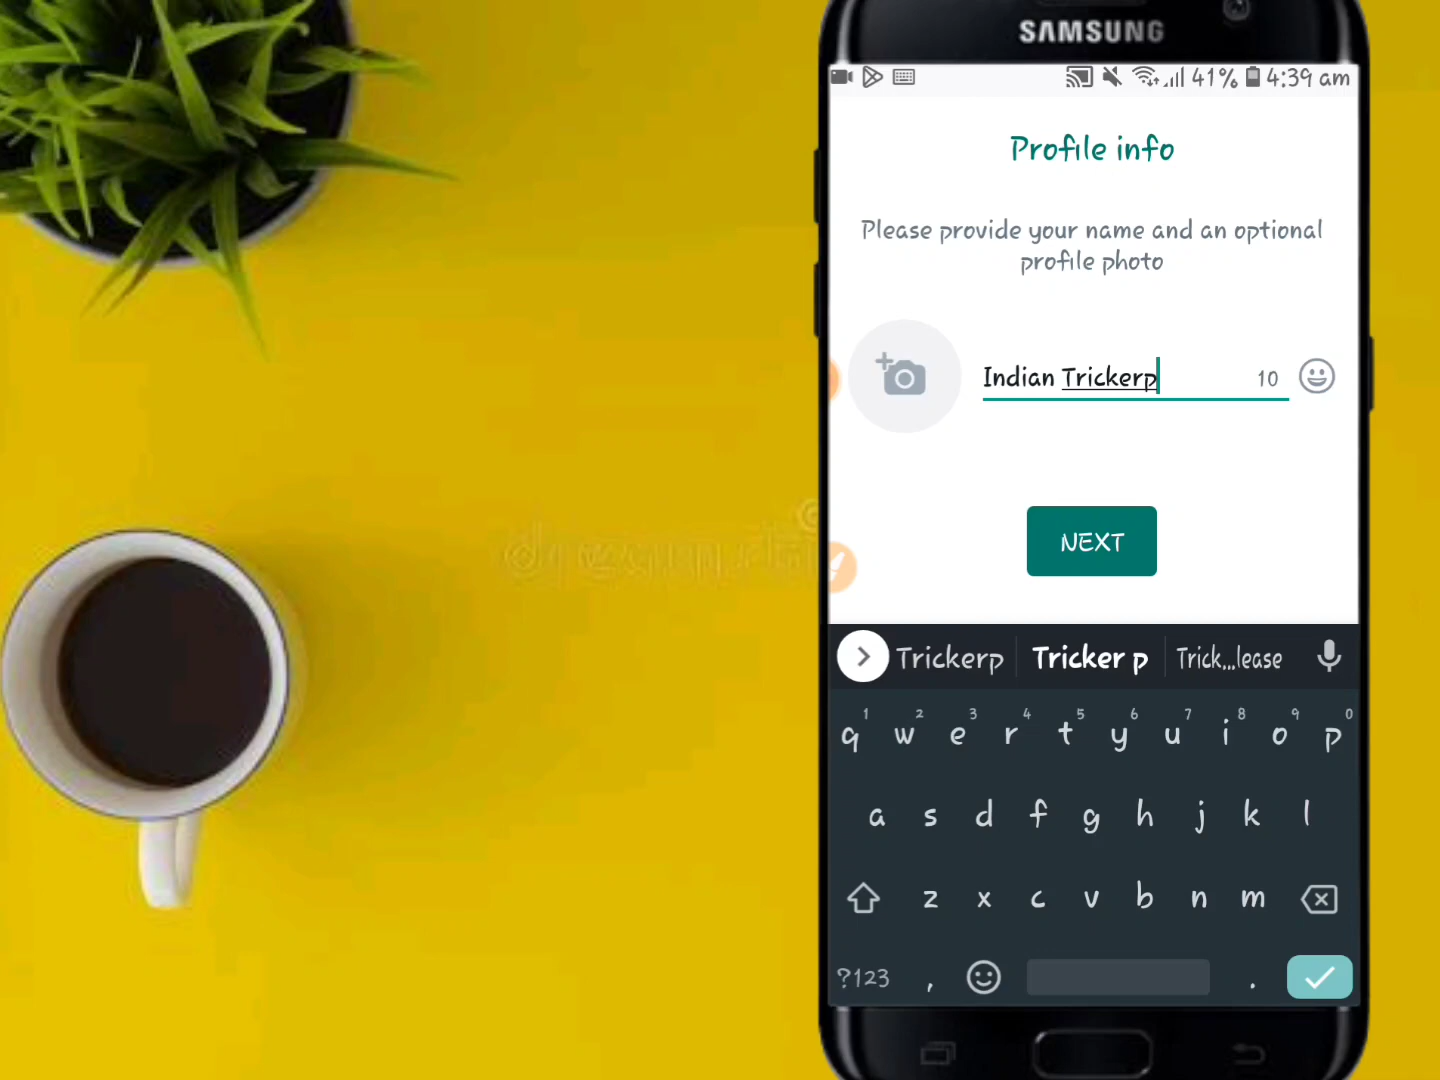 SAMSUNG
41% 4:39 am
Profile info
Please provide your name and an optional
profile photo
Indian Trickerp 10
NEXT
Trickerp Tricker p Trick...lease
1 2 3 4 5 6 7 8 9 0
q w e r t y u i o p
a s d f g h j k l
z x c v b n m
?123 , .